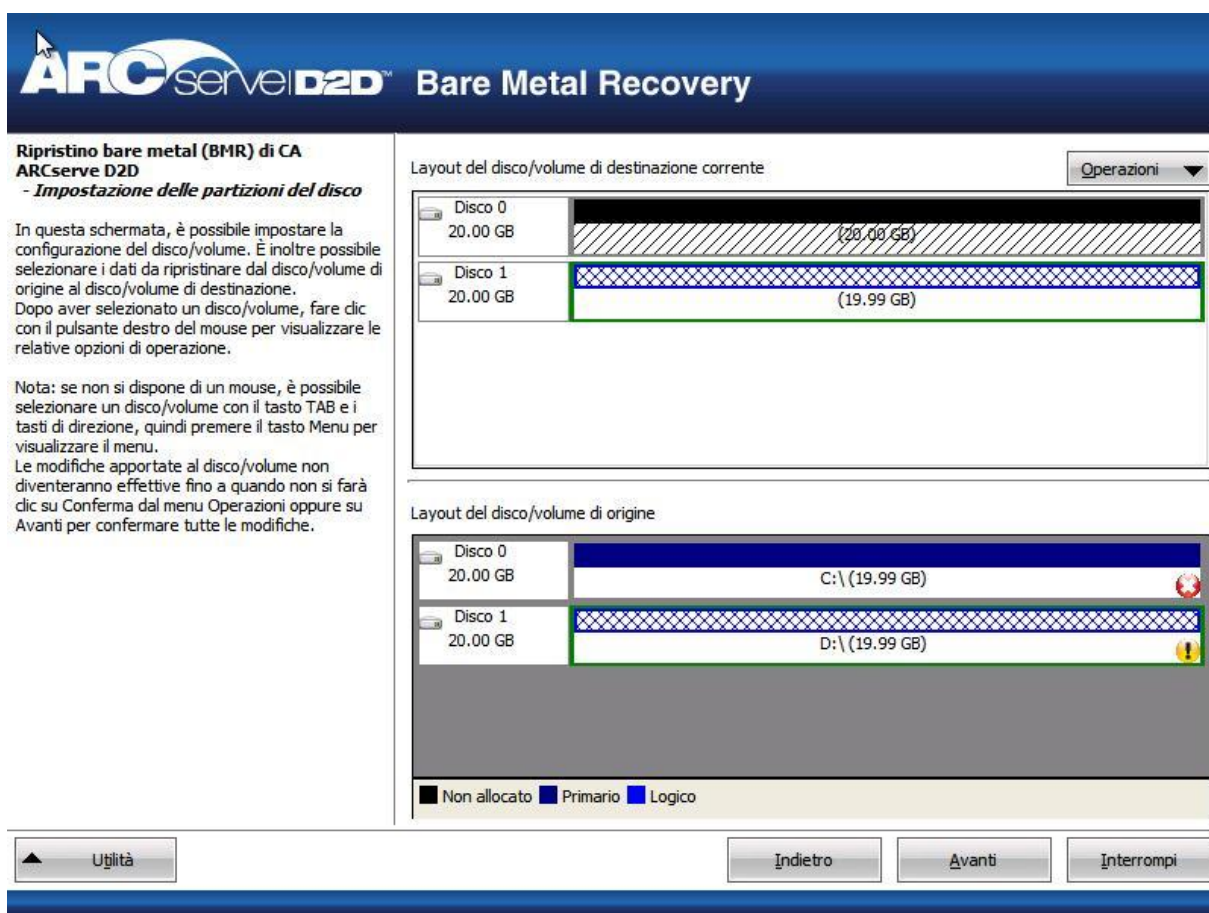 ARCserve D2D™ Bare Metal Recovery
Ripristino bare metal (BMR) di CA
ARCserve D2D
- Impostazione delle partizioni del disco
In questa schermata, è possibile impostare la
configurazione del disco/volume. È inoltre possibile
selezionare i dati da ripristinare dal disco/volume di
origine al disco/volume di destinazione.
Dopo aver selezionato un disco/volume, fare clic
con il pulsante destro del mouse per visualizzare le
relative opzioni di operazione.
Nota: se non si dispone di un mouse, è possibile
selezionare un disco/volume con il tasto TAB e i
tasti di direzione, quindi premere il tasto Menu per
visualizzare il menu.
Le modifiche apportate al disco/volume non
diventeranno effettive fino a quando non si farà
clic su Conferma dal menu Operazioni oppure su
Avanti per confermare tutte le modifiche.
Layout del disco/volume di destinazione corrente
Operazioni
Disco 0
20.00 GB
(20.00 GB)
Disco 1
20.00 GB
(19.99 GB)
Layout del disco/volume di origine
Disco 0
20.00 GB
C:\ (19.99 GB)
Disco 1
20.00 GB
D:\ (19.99 GB)
Non allocato Primario Logico
Utilità
Indietro
Avanti
Interrompi